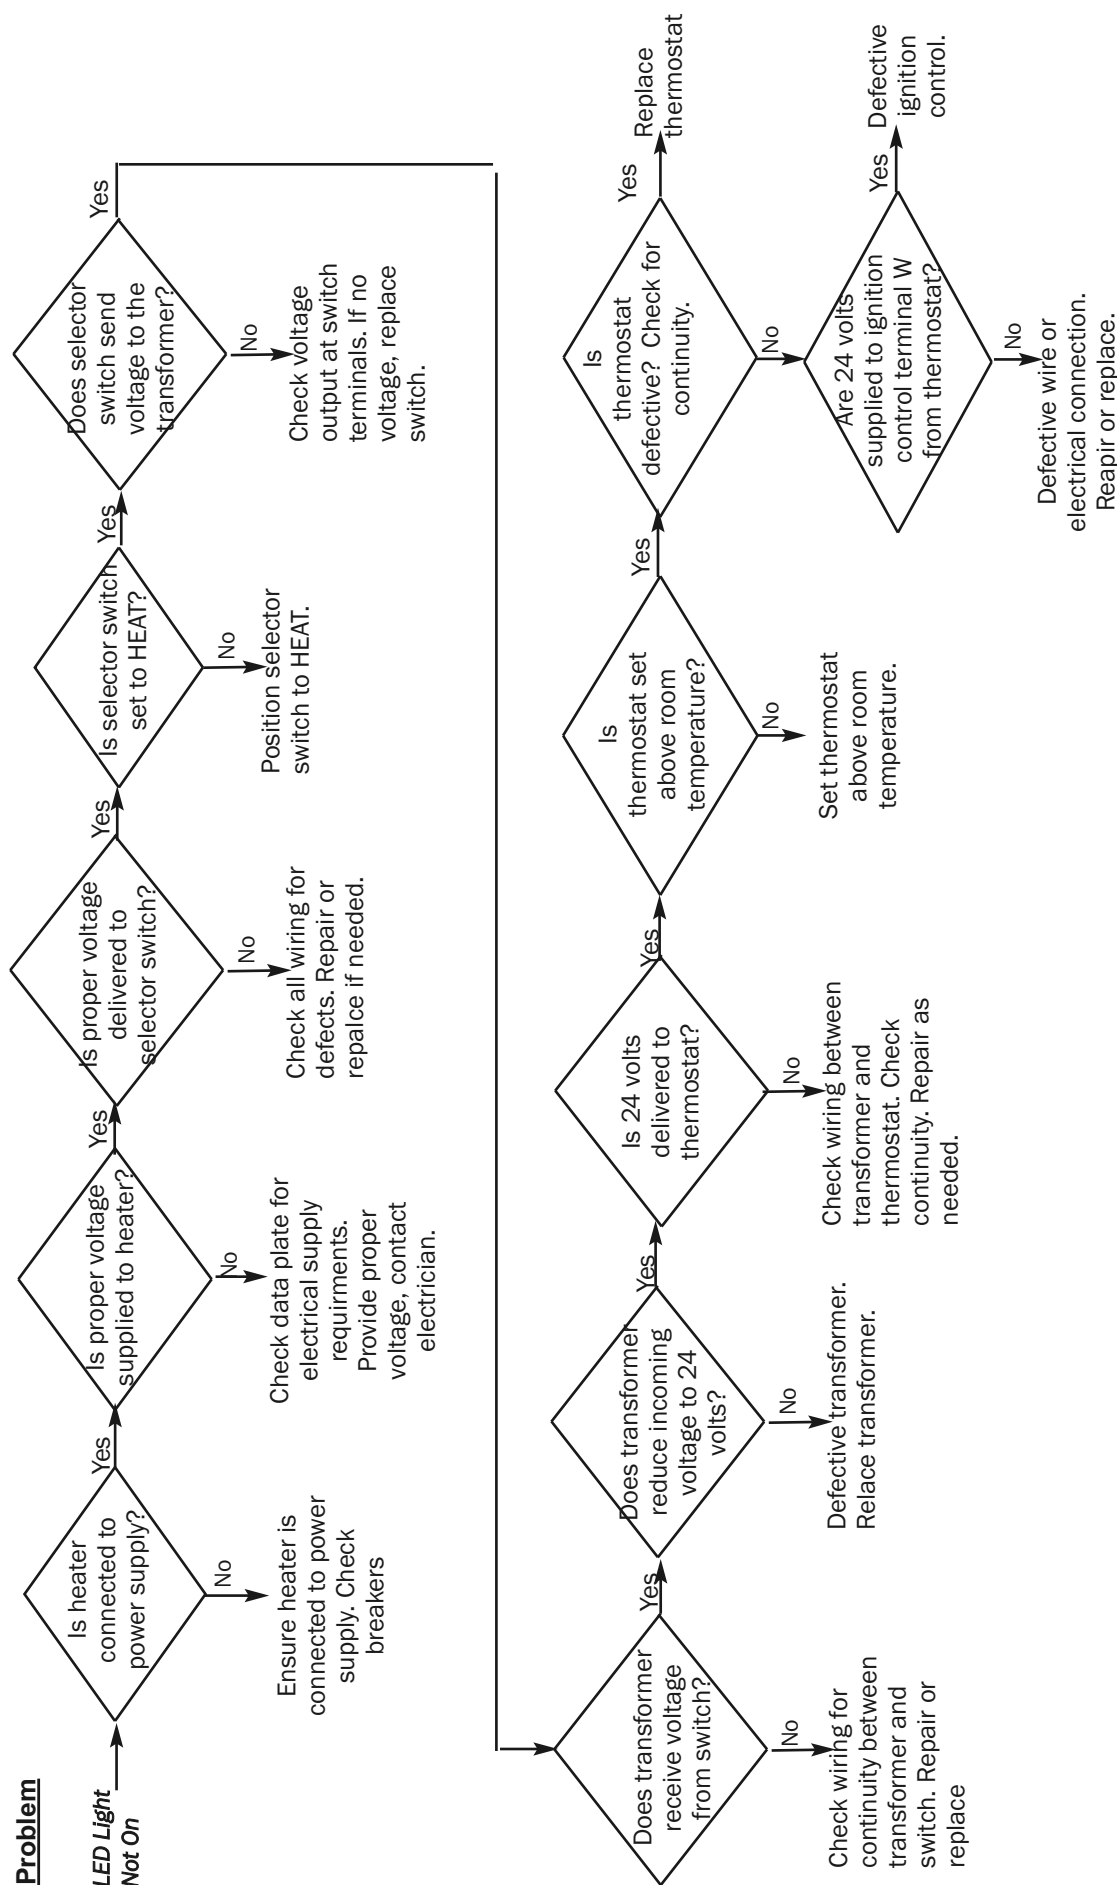 Problem
LED Light
Not On
Is heater
connected to
power supply?
Yes
No
Ensure heater is
connected to power
supply. Check
breakers
Is proper voltage
supplied to heater?
Yes
No
Check data plate for
electrical supply
requirments.
Provide proper
voltage, contact
electrician.
Is proper voltage
delivered to
selector switch?
Yes
No
Check all wiring for
defects. Repair or
repalce if needed.
Is selector switch
set to HEAT?
Yes
No
Position selector
switch to HEAT.
Does selector
switch send
voltage to the
transformer?
Yes
No
Check voltage
output at switch
terminals. If no
voltage, replace
switch.
Does transformer
receive voltage
from switch?
Yes
No
Check wiring for
continuity between
transformer and
switch. Repair or
replace
Does transformer
reduce incoming
voltage to 24
volts?
Yes
No
Defective transformer.
Relace transformer.
Is 24 volts
delivered to
thermostat?
Yes
No
Check wiring between
transformer and
thermostat. Check
continuity. Repair as
needed.
Is
thermostat set
above room
temperature?
Yes
No
Set thermostat
above room
temperature.
Is
thermostat
defective? Check for
continuity.
Yes
Replace
thermostat
No
Are 24 volts
supplied to ignition
control terminal W
from thermostat?
Yes
Defective
ignition
control.
No
Defective wire or
electrical connection.
Reapir or replace.